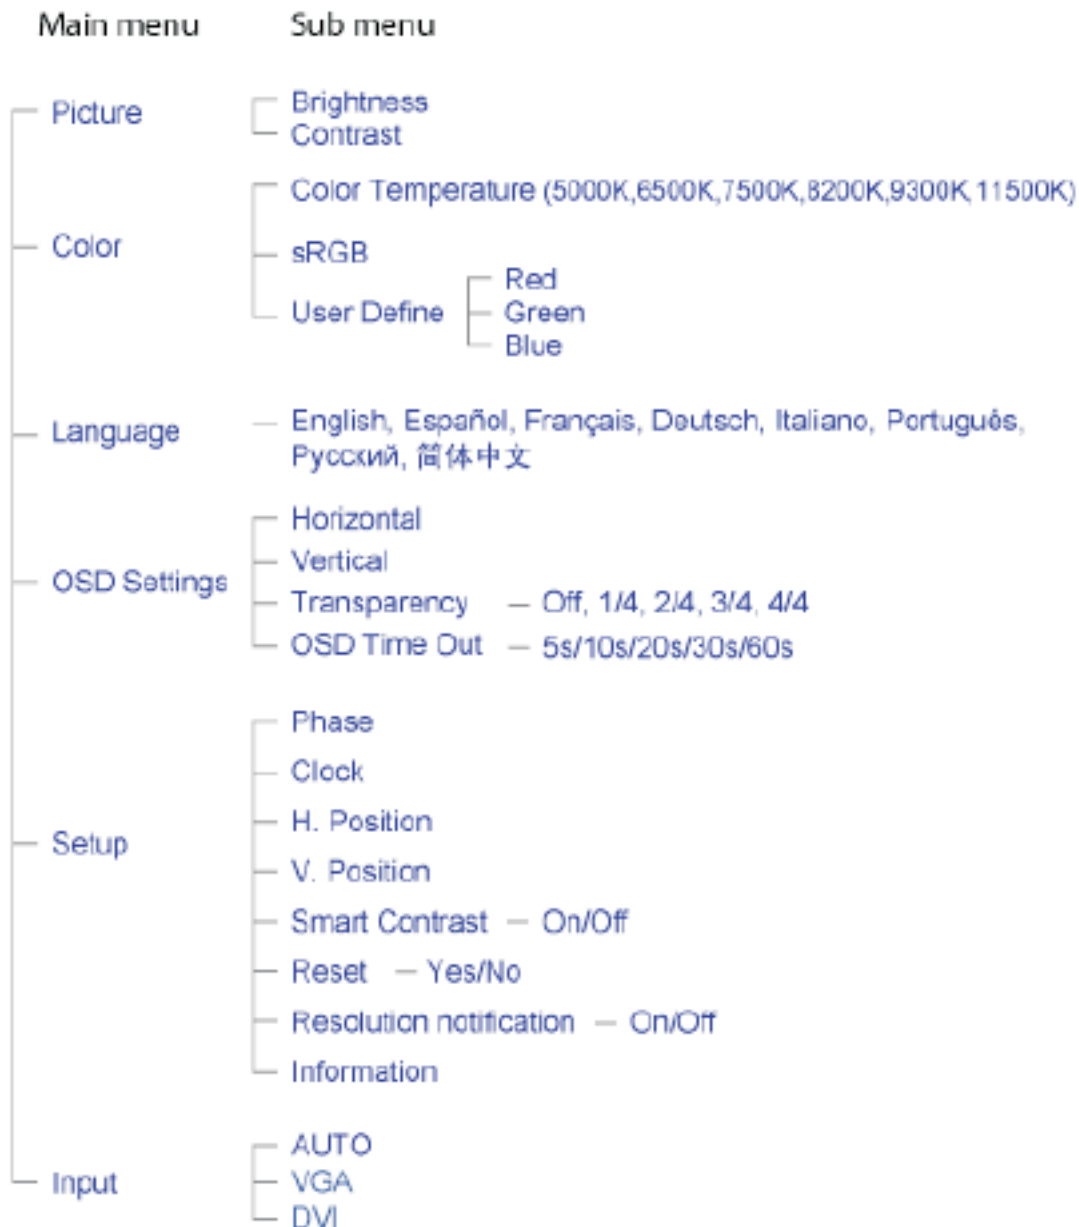 Main menu Sub menu
Picture
Brightness
Contrast
Color
Color Temperature (5000K,6500K,7500K,8200K,9300K,11500K)
sRGB
User Define
Red
Green
Blue
Language
English, Español, Français, Deutsch, Italiano, Português,
Русский, 简体中文
OSD Settings
Horizontal
Vertical
Transparency — Off, 1/4, 2/4, 3/4, 4/4
OSD Time Out — 5s/10s/20s/30s/60s
Setup
Phase
Clock
H. Position
V. Position
Smart Contrast — On/Off
Reset — Yes/No
Resolution notification — On/Off
Information
Input
AUTO
VGA
DVI